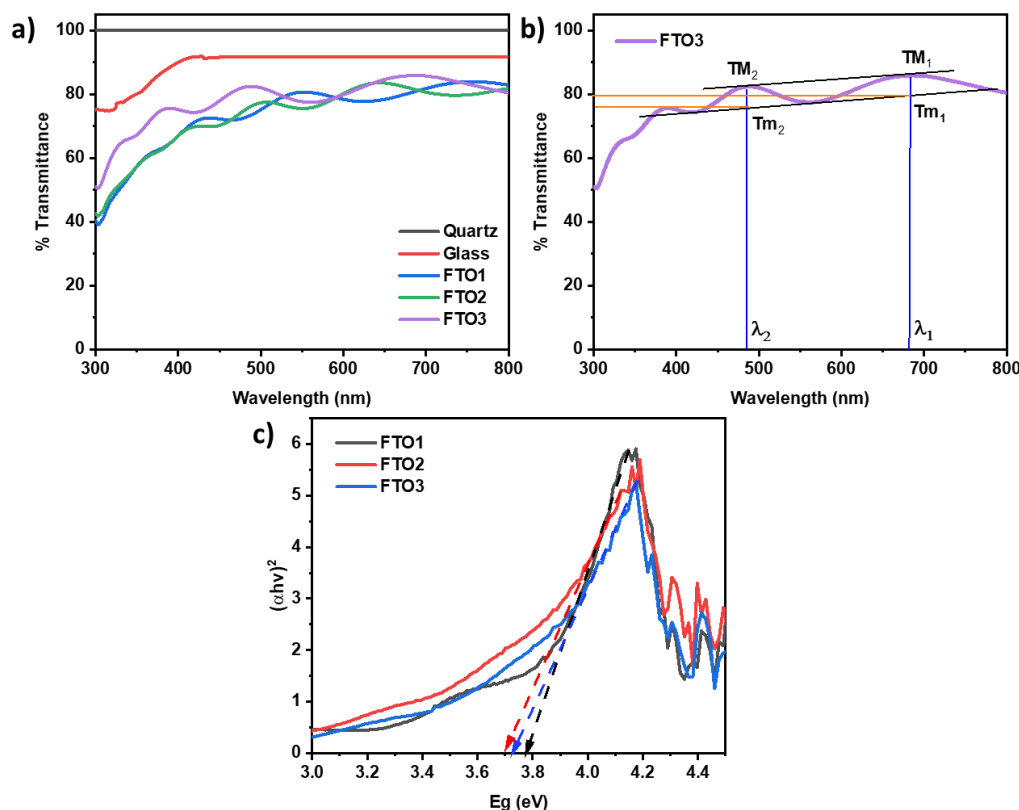 a)
% Transmittance
100
80
60
40
20
0
Quartz
Glass
FTO1
FTO2
FTO3
300 400 500 600 700 800
Wavelength (nm)
b)
% Transmittance
100
80
60
40
20
0
FTO3
TM₂
TM₁
Tm₂
Tm₁
λ₂
λ₁
300 400 500 600 700 800
Wavelength (nm)
c)
(αhν)²
6
5
4
3
2
1
0
FTO1
FTO2
FTO3
3.0 3.2 3.4 3.6 3.8 4.0 4.2 4.4
Eg (eV)